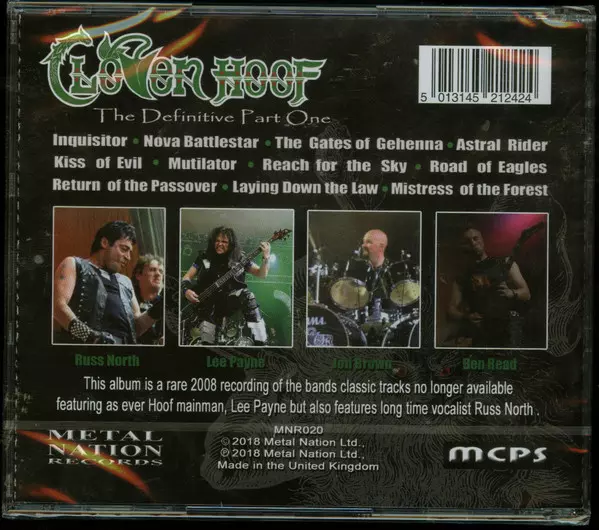 Cloven Hoof
The Definitive Part One
5 013145 212424
Inquisitor • Nova Battlestar • The Gates of Gehenna • Astral Rider
Kiss of Evil • Mutilator • Reach for the Sky • Road of Eagles
Return of the Passover • Laying Down the Law • Mistress of the Forest
TAMA
Russ North
Lee Payne
Jon Brown
Ben Read
This album is a rare 2008 recording of the bands classic tracks no longer available
featuring as ever Hoof mainman, Lee Payne but also features long time vocalist Russ North .
METAL
NATION
RECORDS
MNR020
© 2018 Metal Nation Ltd.,
℗ 2018 Metal Nation Ltd.,
Made in the United Kingdom
MCPS